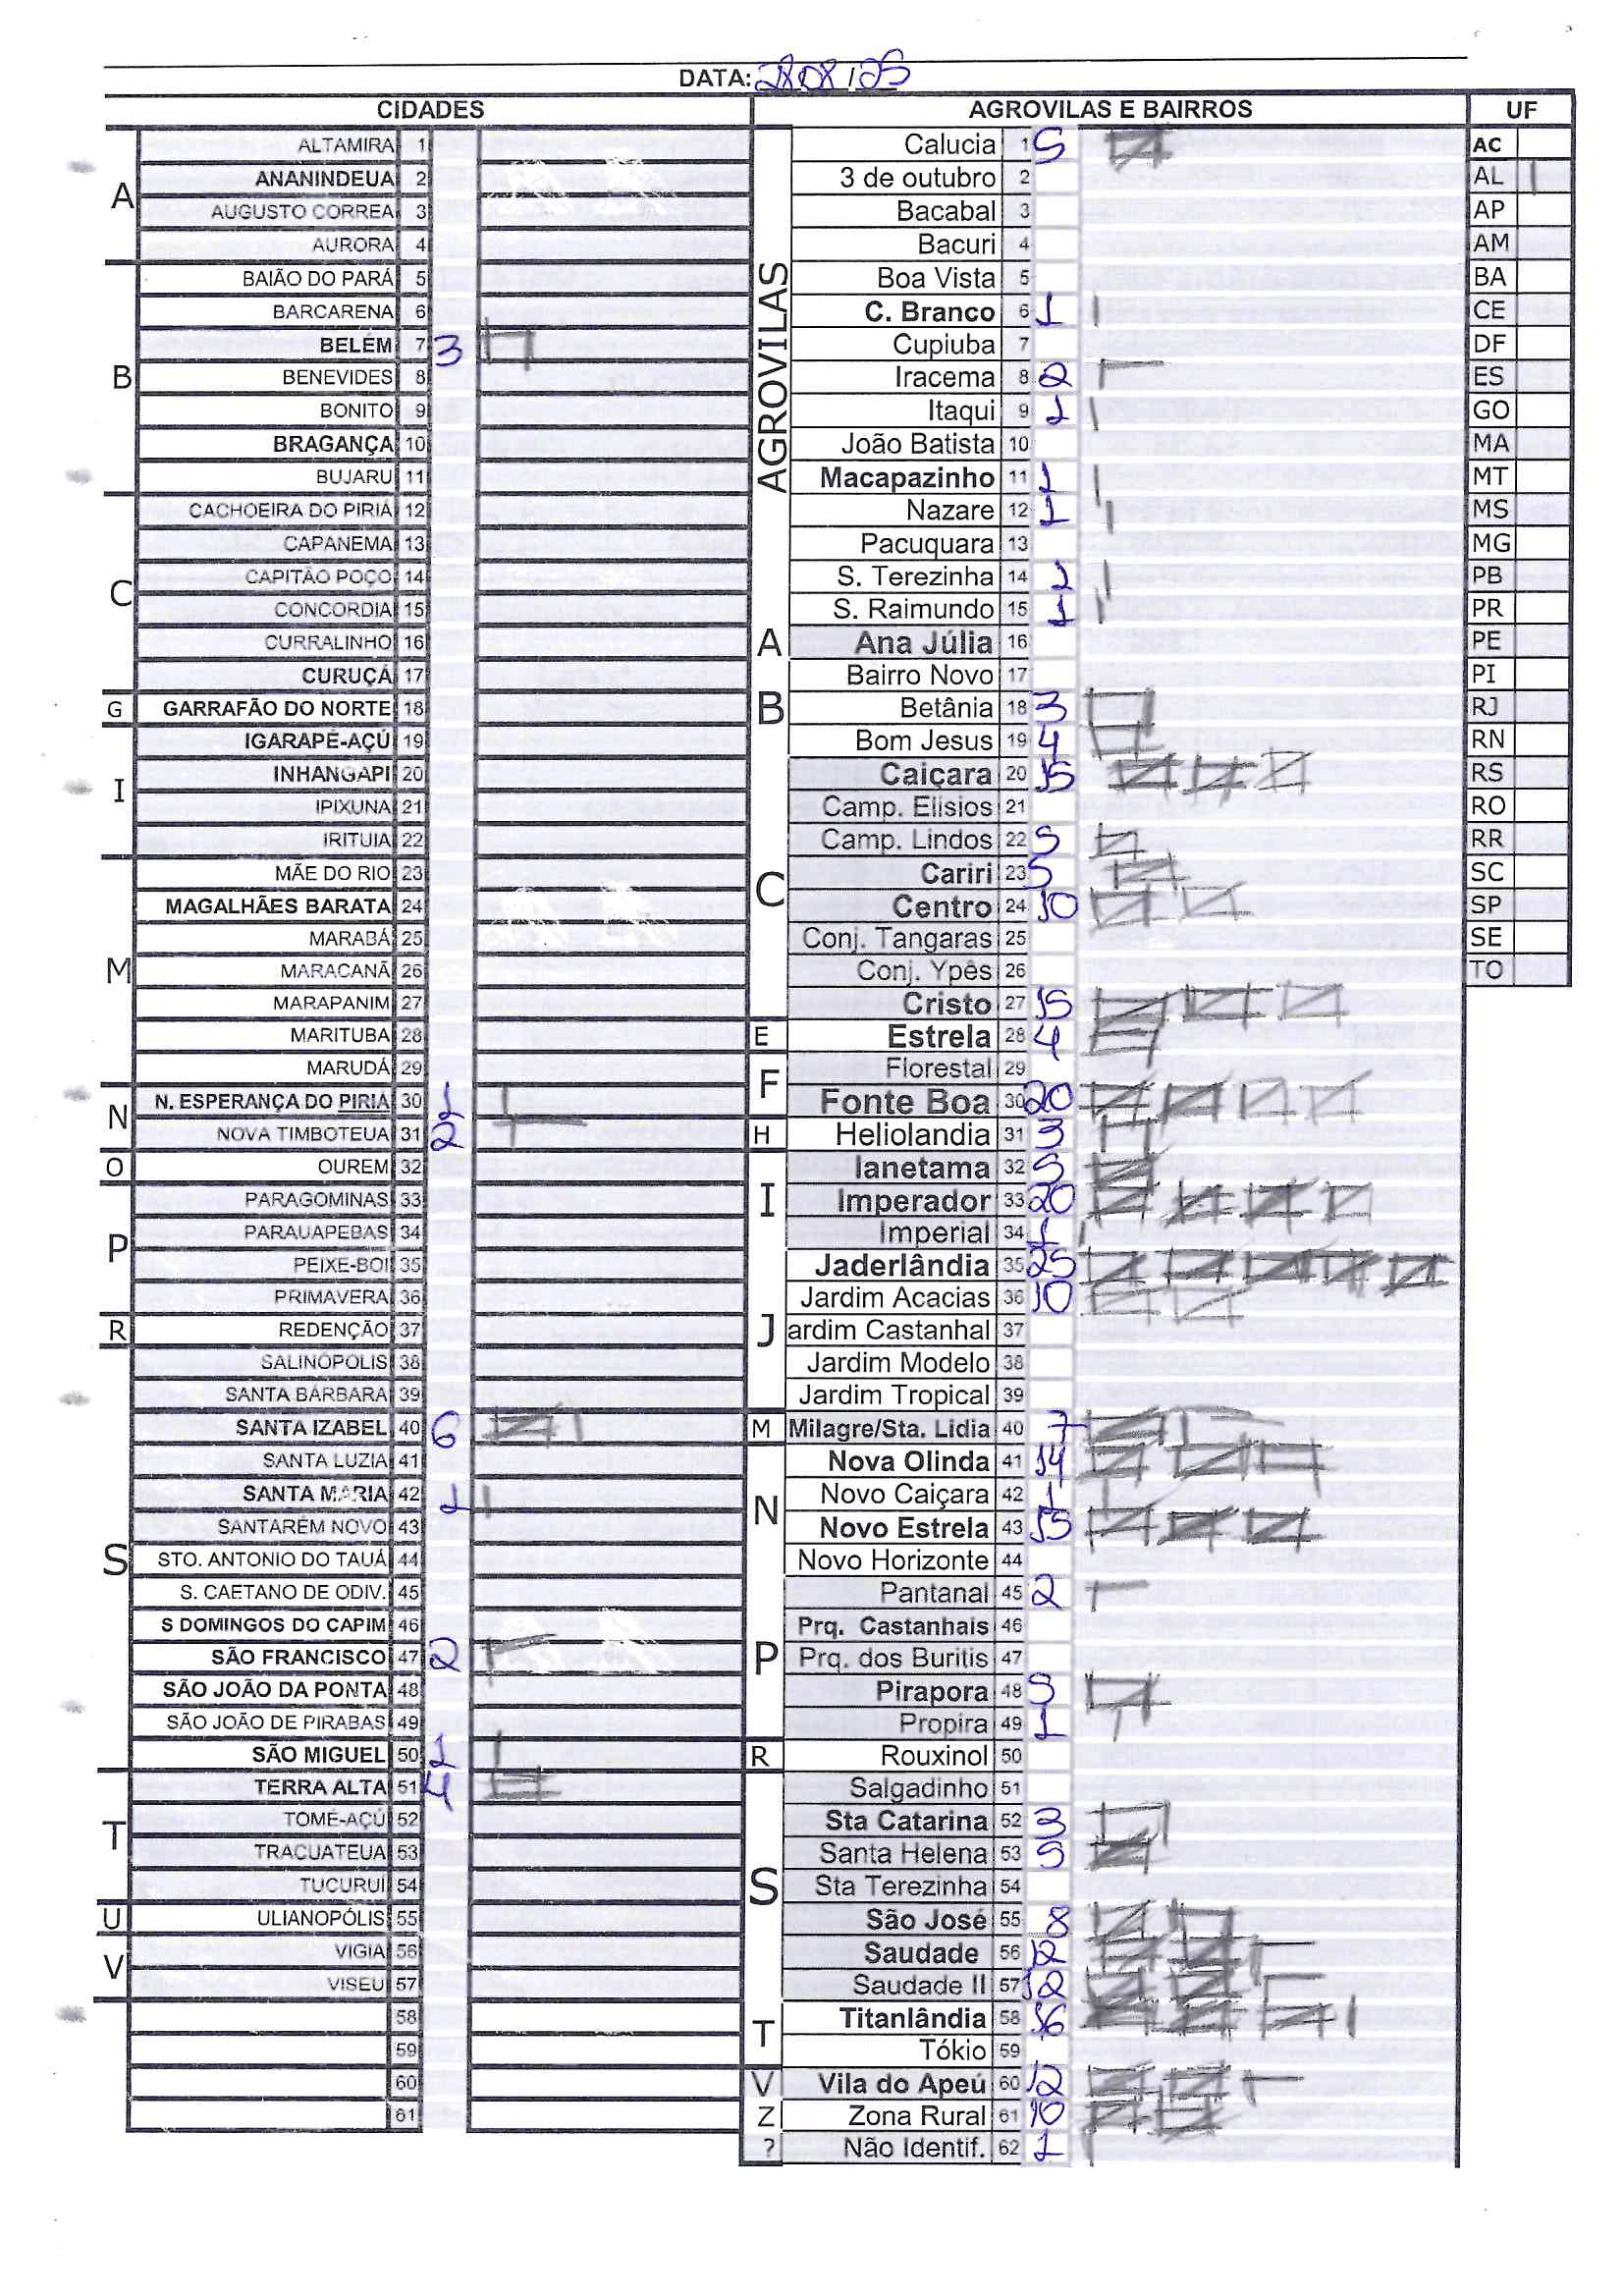 DATA: 28/08/25
CIDADES AGROVILAS E BAIRROS UF
A
ALTAMIRA 1
ANANINDEUA 2
AUGUSTO CORREA 3
AURORA 4
B
BAIÃO DO PARÁ 5
BARCARENA 6
BELÉM 7 3
BENEVIDES 8
BONITO 9
BRAGANÇA 10
BUJARU 11
C
CACHOEIRA DO PIRIÁ 12
CAPANEMA 13
CAPITÃO POÇO 14
CONCORDIA 15
CURRALINHO 16
CURUÇÁ 17
G
GARRAFÃO DO NORTE 18
I
IGARAPÉ-AÇÚ 19
INHANGAPI 20
IPIXUNA 21
IRITUIA 22
M
MÃE DO RIO 23
MAGALHÃES BARATA 24
MARABÁ 25
MARACANÃ 26
MARAPANIM 27
MARITUBA 28
MARUDÁ 29
N
N. ESPERANÇA DO PIRIA 30 1
NOVA TIMBOTEUA 31 2
O
OUREM 32
P
PARAGOMINAS 33
PARAUAPEBAS 34
PEIXE-BOI 35
PRIMAVERA 36
R
REDENÇÃO 37
S
SALINÓPOLIS 38
SANTA BÁRBARA 39
SANTA IZABEL 40 6
SANTA LUZIA 41
SANTA MARIA 42 1
SANTARÉM NOVO 43
STO. ANTONIO DO TAUÁ 44
S. CAETANO DE ODIV. 45
S DOMINGOS DO CAPIM 46
SÃO FRANCISCO 47 2
SÃO JOÃO DA PONTA 48
SÃO JOÃO DE PIRABAS 49
SÃO MIGUEL 50 1
T
TERRA ALTA 51 4
TOMÉ-AÇÚ 52
TRACUATEUA 53
TUCURUI 54
U
ULIANOPÓLIS 55
V
VIGIA 56
VISEU 57
58
59
60
61
AGROVILAS
Calucia 1 5
3 de outubro 2
Bacabal 3
Bacuri 4
Boa Vista 5
C. Branco 6 1
Cupiuba 7
Iracema 8 2
Itaqui 9 1
João Batista 10
Macapazinho 11 1
Nazare 12 1
Pacuquara 13
S. Terezinha 14 1
S. Raimundo 15 1
A
Ana Júlia 16
B
Bairro Novo 17
Betânia 18 3
Bom Jesus 19 4
C
Caiçara 20 15
Camp. Elisios 21
Camp. Lindos 22 5
Cariri 23 5
Centro 24 10
Conj. Tangaras 25
Conj. Ypês 26
Cristo 27 15
E
Estrela 28 4
F
Florestal 29
Fonte Boa 30 20
H
Heliolandia 31 3
I
Ianetama 32 5
Imperador 33 20
Imperial 34 1
J
Jaderlândia 35 25
Jardim Acacias 36 10
ardim Castanhal 37
Jardim Modelo 38
Jardim Tropical 39
M
Milagre/Sta. Lidia 40 7
N
Nova Olinda 41 14
Novo Caiçara 42 1
Novo Estrela 43 15
Novo Horizonte 44
P
Pantanal 45 2
Prq. Castanhais 46
Prq. dos Buritis 47
Pirapora 48 5
Propira 49 1
R
Rouxinol 50
S
Salgadinho 51
Sta Catarina 52 3
Santa Helena 53 5
Sta Terezinha 54
São José 55 8
Saudade 56 12
Saudade II 57 12
T
Titanlândia 58 16
Tókio 59
V
Vila do Apeú 60 12
Z
Zona Rural 61 10
?
Não Identif. 62 1
AC
AL
AP
AM
BA
CE
DF
ES
GO
MA
MT
MS
MG
PB
PR
PE
PI
RJ
RN
RS
RO
RR
SC
SP
SE
TO